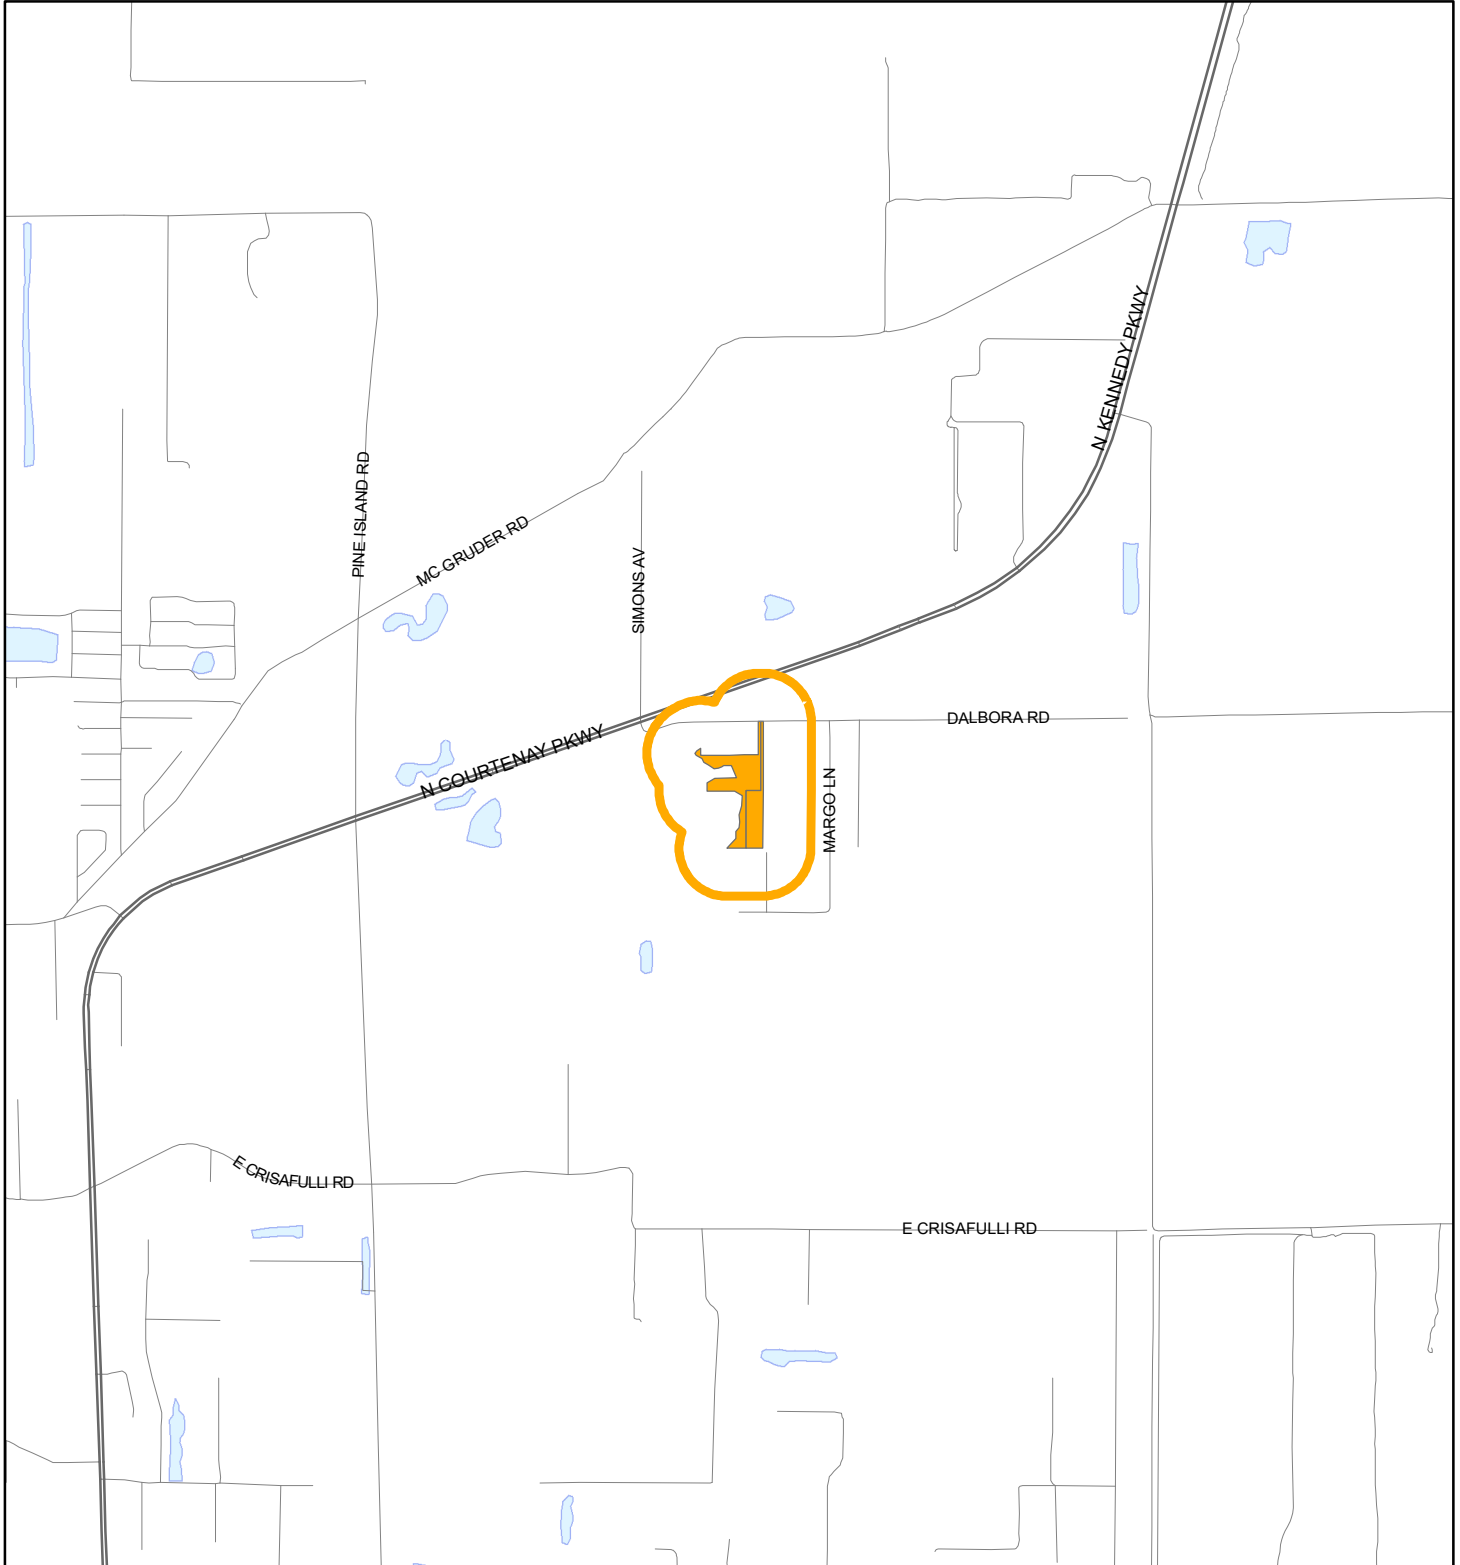 N KENNEDY PKWY
PINE ISLAND RD
MC GRUDER RD
SIMONS AV
DALBORA RD
N COURTENAY PKWY
MARGO LN
E CRISAFULLI RD
E CRISAFULLI RD